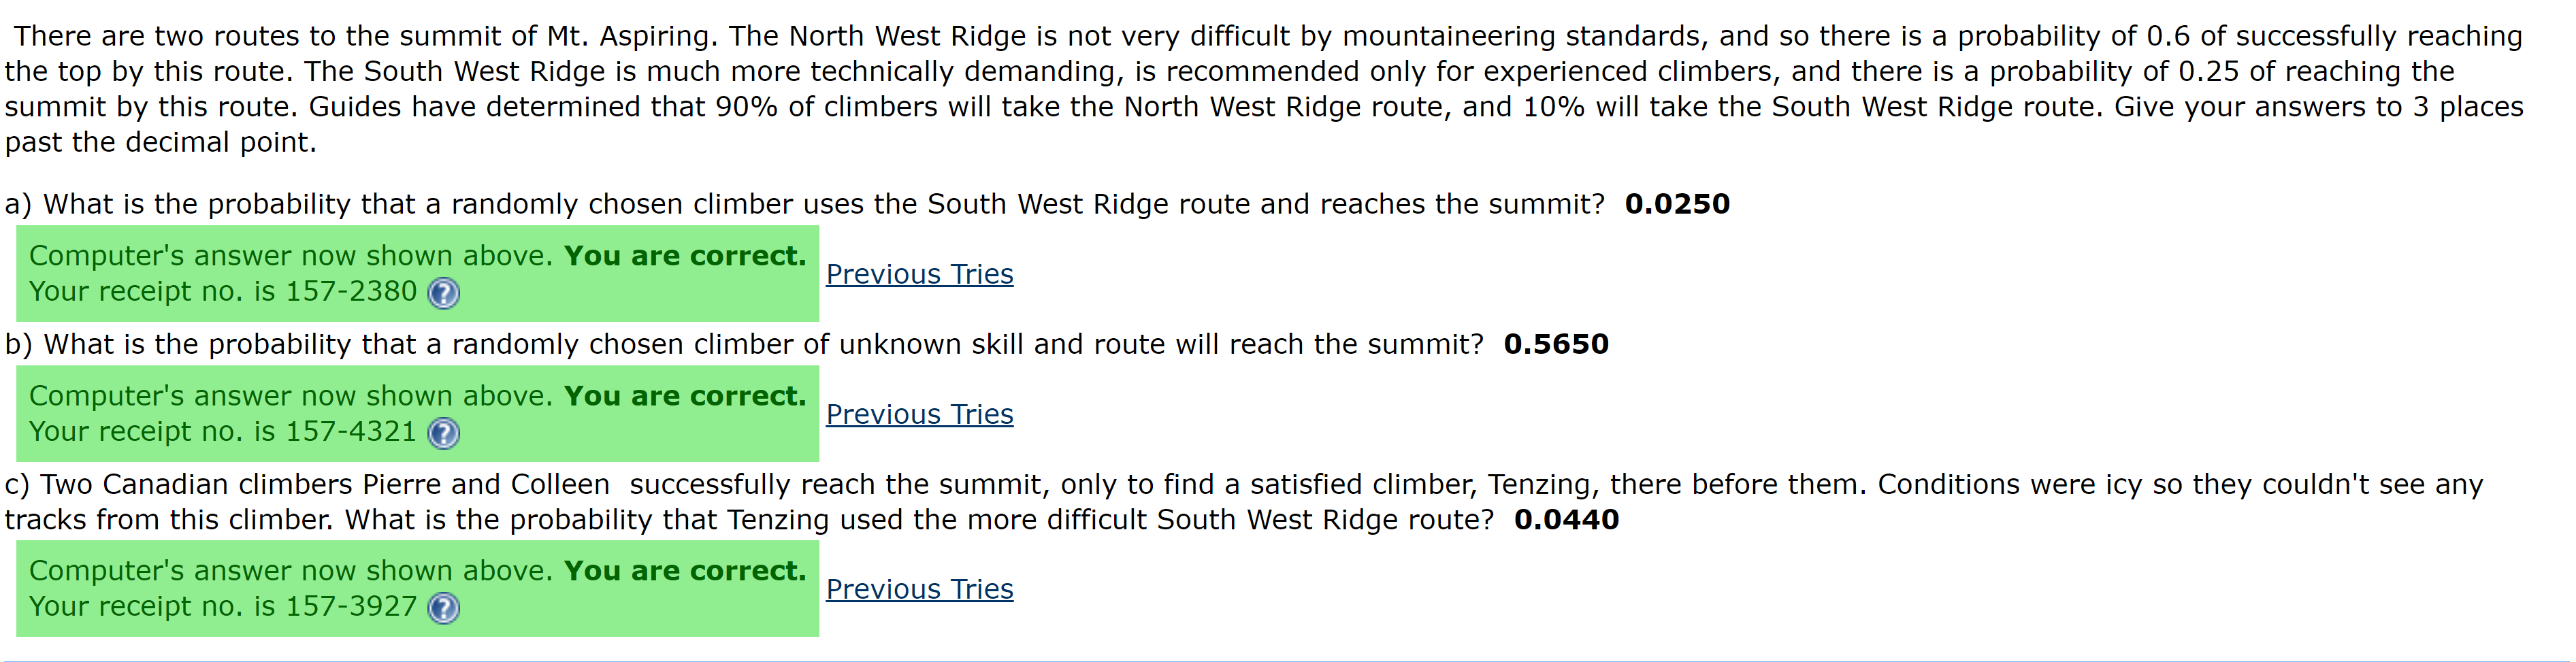 There are two routes to the summit of Mt. Aspiring. The North West Ridge is not very difficult by mountaineering standards, and so there is a probability of 0.6 of successfully reaching
the top by this route. The South West Ridge is much more technically demanding, is recommended only for experienced climbers, and there is a probability of 0.25 of reaching the
summit by this route. Guides have determined that 90% of climbers will take the North West Ridge route, and 10% will take the South West Ridge route. Give your answers to 3 places
past the decimal point.
a) What is the probability that a randomly chosen climber uses the South West Ridge route and reaches the summit? 0.0250
Computer's answer now shown above. You are correct.
Your receipt no. is 157-2380 ?
Previous Tries
b) What is the probability that a randomly chosen climber of unknown skill and route will reach the summit? 0.5650
Computer's answer now shown above. You are correct.
Your receipt no. is 157-4321 ?
Previous Tries
c) Two Canadian climbers Pierre and Colleen successfully reach the summit, only to find a satisfied climber, Tenzing, there before them. Conditions were icy so they couldn't see any
tracks from this climber. What is the probability that Tenzing used the more difficult South West Ridge route? 0.0440
Computer's answer now shown above. You are correct.
Your receipt no. is 157-3927 ?
Previous Tries